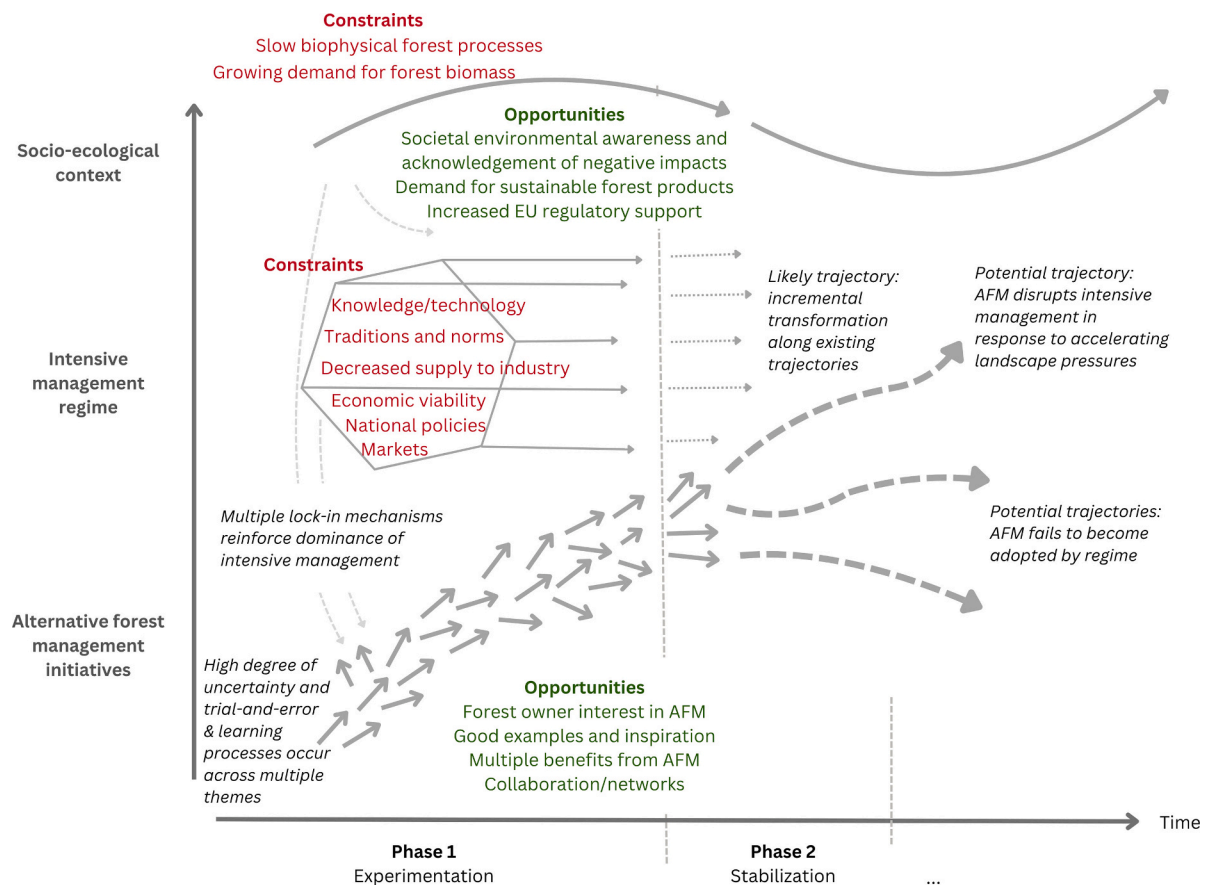 Constraints
Slow biophysical forest processes
Growing demand for forest biomass
Socio-ecological
context
Opportunities
Societal environmental awareness and
acknowledgement of negative impacts
Demand for sustainable forest products
Increased EU regulatory support
Intensive
management
regime
Constraints
Knowledge/technology
Traditions and norms
Decreased supply to industry
Economic viability
National policies
Markets
Likely trajectory:
incremental
transformation
along existing
trajectories
Potential trajectory:
AFM disrupts intensive
management in
response to accelerating
landscape pressures
Multiple lock-in mechanisms
reinforce dominance of
intensive management
Potential trajectories:
AFM fails to become
adopted by regime
Alternative forest
management
initiatives
High degree of
uncertainty and
trial-and-error
& learning
processes occur
across multiple
themes
Opportunities
Forest owner interest in AFM
Good examples and inspiration
Multiple benefits from AFM
Collaboration/networks
Time
Phase 1
Experimentation
Phase 2
Stabilization
...